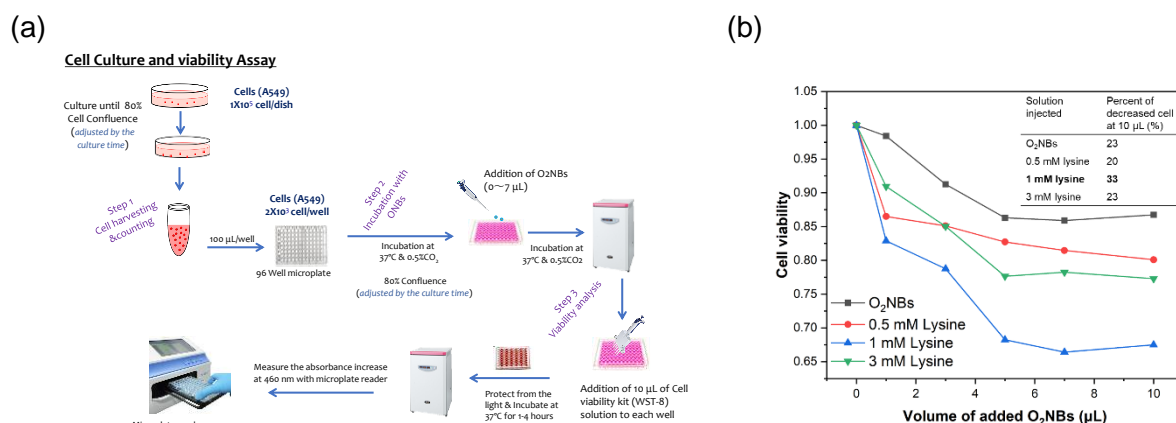 (a)
Cell Culture and viability Assay
Culture until 80%
Cell Confluence
(adjusted by the
culture time)
Cells (A549)
1X10⁵ cell/dish
Step 1
Cell harvesting
&counting
100 µL/well
Cells (A549)
2X10³ cell/well
96 Well microplate
Step 2
Incubation with
ONBs
Incubation at
37℃ & 0.5%CO₂
80% Confluence
(adjusted by the culture time)
Addition of O2NBs
(0～7 µL)
Incubation at
37℃ & 0.5%CO2
Step 3
Viability analysis
Addition of 10 µL of Cell
viability kit (WST-8)
solution to each well
Protect from
the light & Incubate at
37℃ for 1-4 hours
Measure the absorbance increase
at 460 nm with microplate reader
(b)
Cell viability
1.05
1.00
0.95
0.90
0.85
0.80
0.75
0.70
0.65
Solution injected Percent of decreased cell at 10 µL (%)
O₂NBs 23
0.5 mM lysine 20
1 mM lysine 33
3 mM lysine 23
O₂NBs
0.5 mM Lysine
1 mM Lysine
3 mM Lysine
0 2 4 6 8 10
Volume of added O₂NBs (µL)